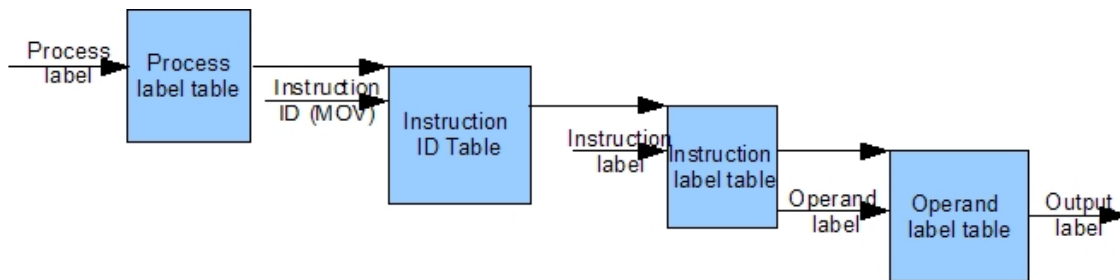 Process
label
Process
label table
Instruction
ID (MOV)
Instruction
ID Table
Instruction
label
Instruction
label table
Operand
label
Operand
label table
Output
label